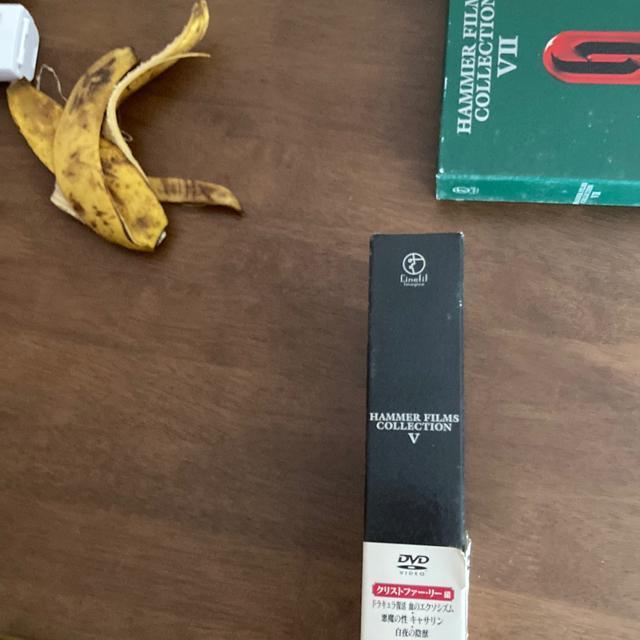 HAMMER FILM
COLLECTION
VII
Cinefil
Imagica
HAMMER FILMS
COLLECTION
V
DVD
VIDEO
クリストファー・リー 編
ドラキュラ復活 血のエクソシズム
悪魔の性 キャサリン
白夜の陰獣